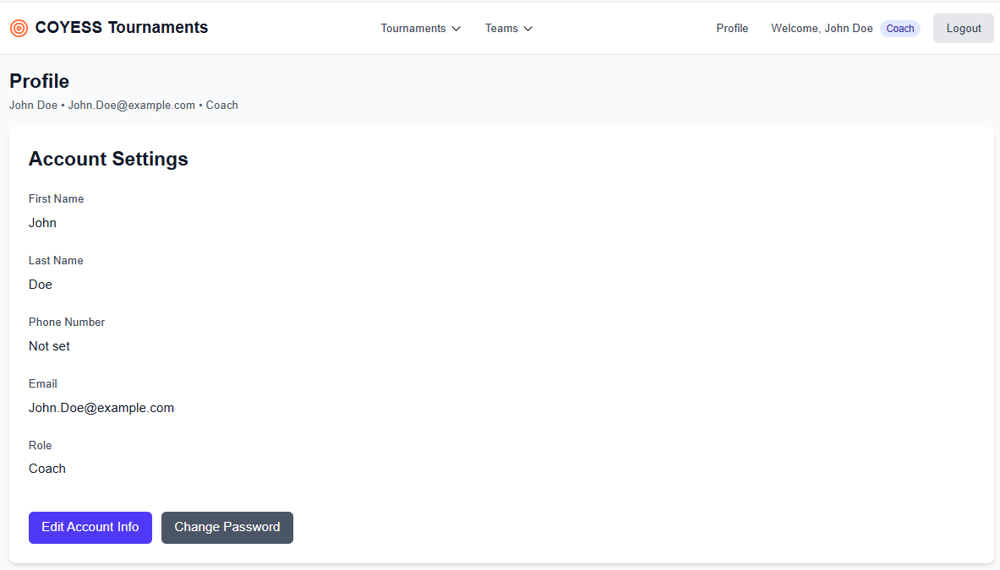 COYESS Tournaments
Tournaments
Teams
Profile
Welcome, John Doe
Coach
Logout
Profile
John Doe • John.Doe@example.com • Coach
Account Settings
First Name
John
Last Name
Doe
Phone Number
Not set
Email
John.Doe@example.com
Role
Coach
Edit Account Info
Change Password